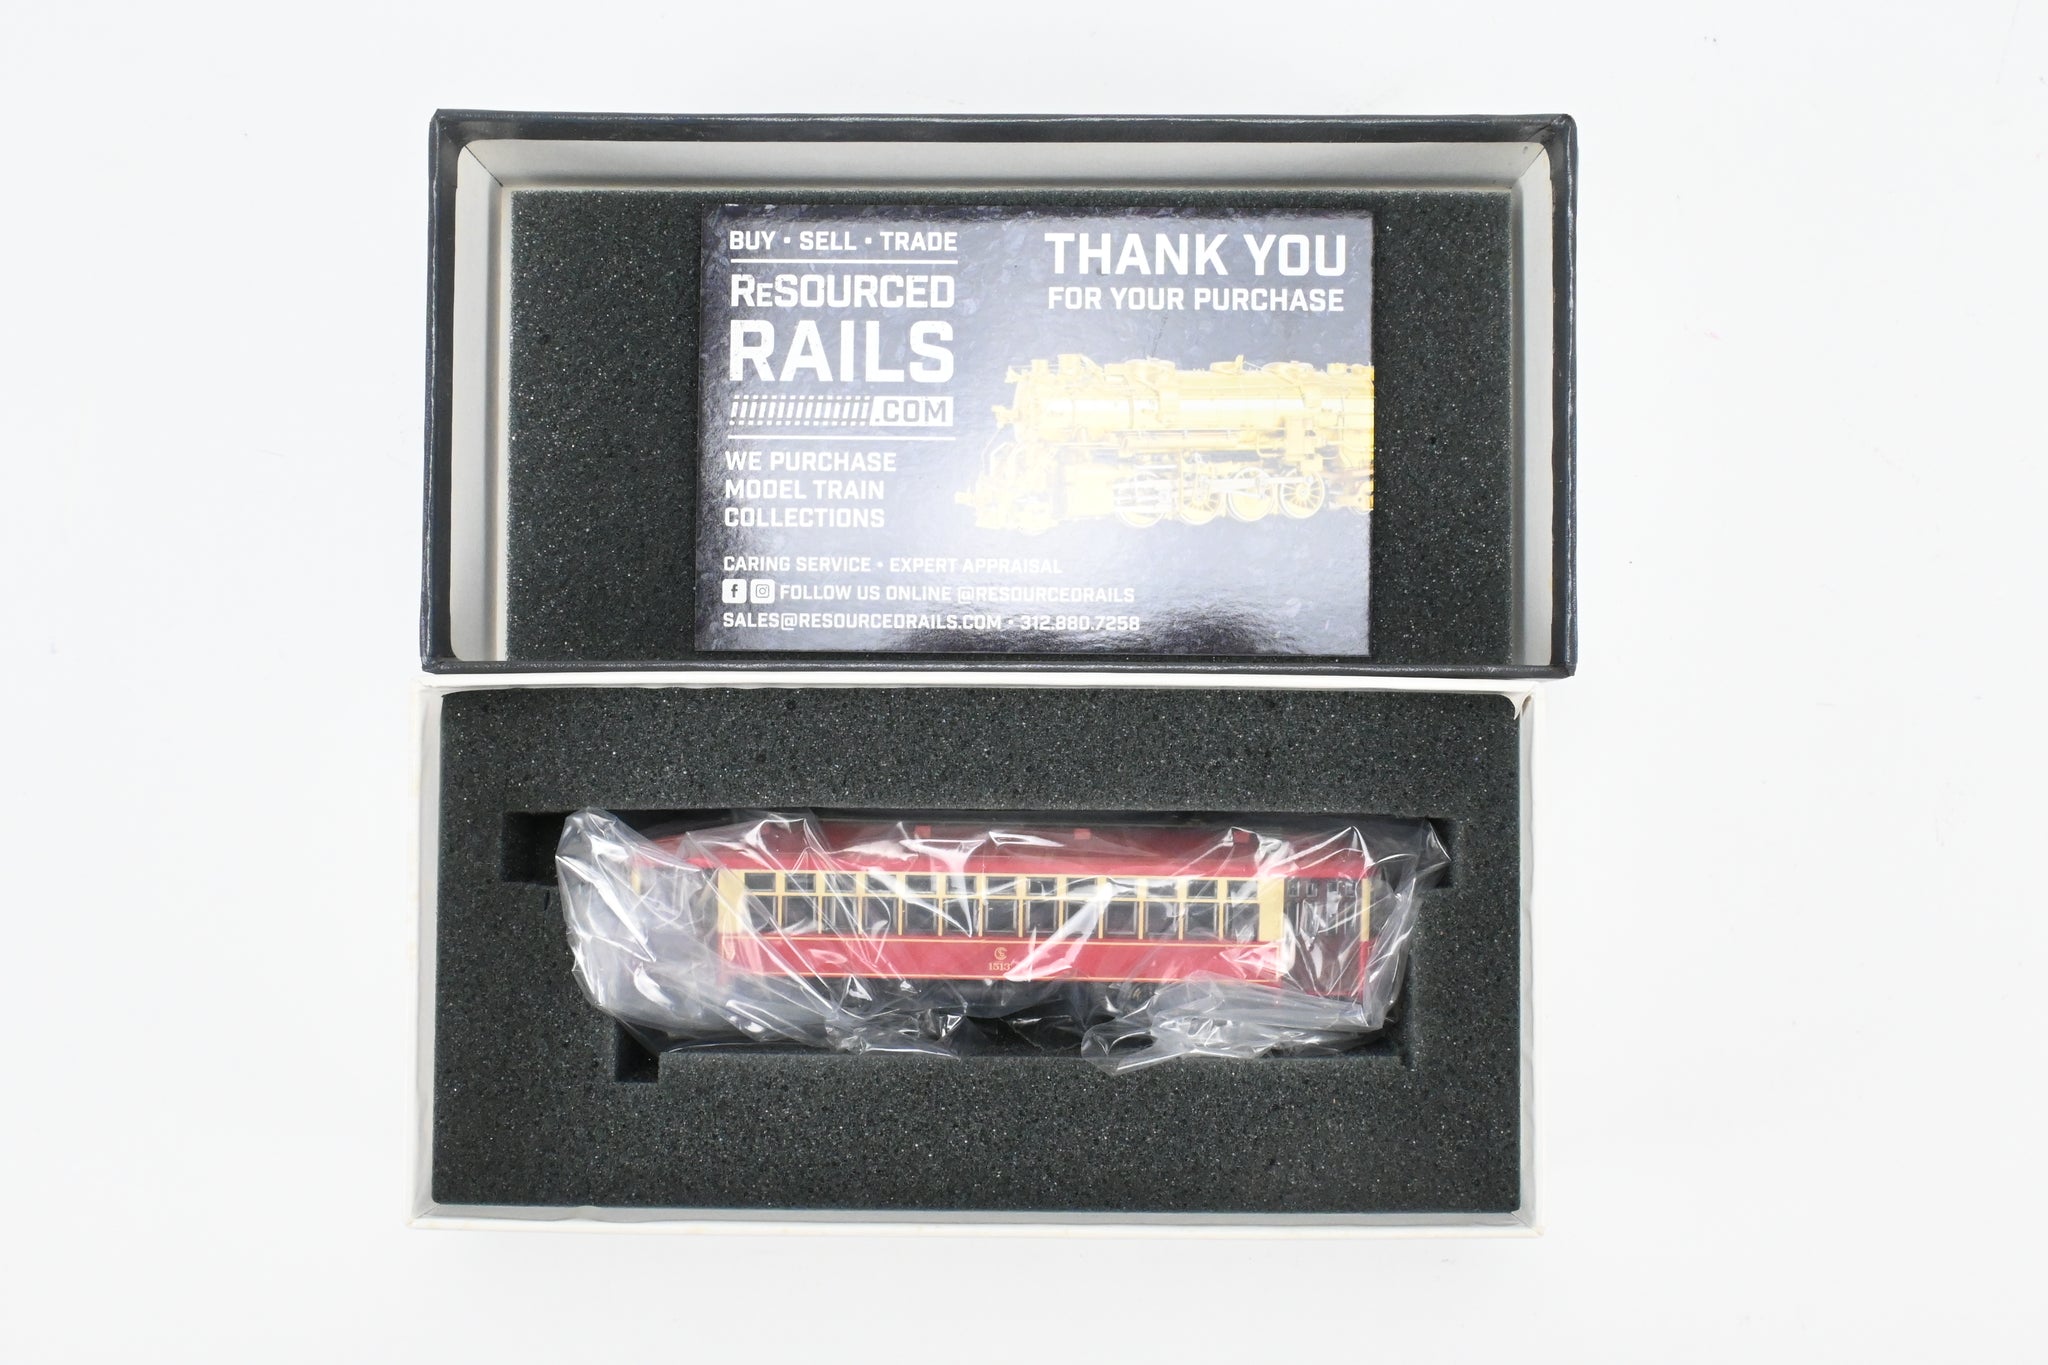 BUY • SELL • TRADE
ReSOURCED
RAILS
.COM
WE PURCHASE
MODEL TRAIN
COLLECTIONS
THANK YOU
FOR YOUR PURCHASE
CARING SERVICE • EXPERT APPRAISAL
FOLLOW US ONLINE @RESOURCEDRAILS
SALES@RESOURCEDRAILS.COM • 312.880.7258
1513